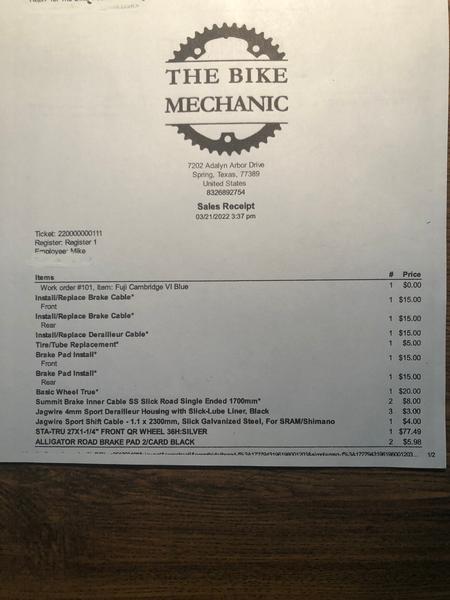 THE BIKE
MECHANIC
7202 Adalyn Arbor Drive
Spring, Texas, 77389
United States
8326892754
Sales Receipt
03/21/2022 3:37 pm
Ticket: 220000000111
Register: Register 1
Employee: Mike
Items # Price
Work order #101, Item: Fuji Cambridge VI Blue 1 $0.00
Install/Replace Brake Cable* 1 $15.00
Front
Install/Replace Brake Cable* 1 $15.00
Rear
Install/Replace Derailleur Cable* 1 $15.00
Tire/Tube Replacement* 1 $5.00
Brake Pad Install* 1 $15.00
Front
Brake Pad Install* 1 $15.00
Rear
Basic Wheel True* 1 $20.00
Summit Brake Inner Cable SS Slick Road Single Ended 1700mm* 2 $8.00
Jagwire 4mm Sport Derailleur Housing with Slick-Lube Liner, Black 3 $3.00
Jagwire Sport Shift Cable - 1.1 x 2300mm, Slick Galvanized Steel, For SRAM/Shimano 1 $4.00
STA-TRU 27X1-1/4" FRONT QR WHEEL 36H:SILVER 1 $77.49
ALLIGATOR ROAD BRAKE PAD 2/CARD BLACK 2 $5.98
1/2